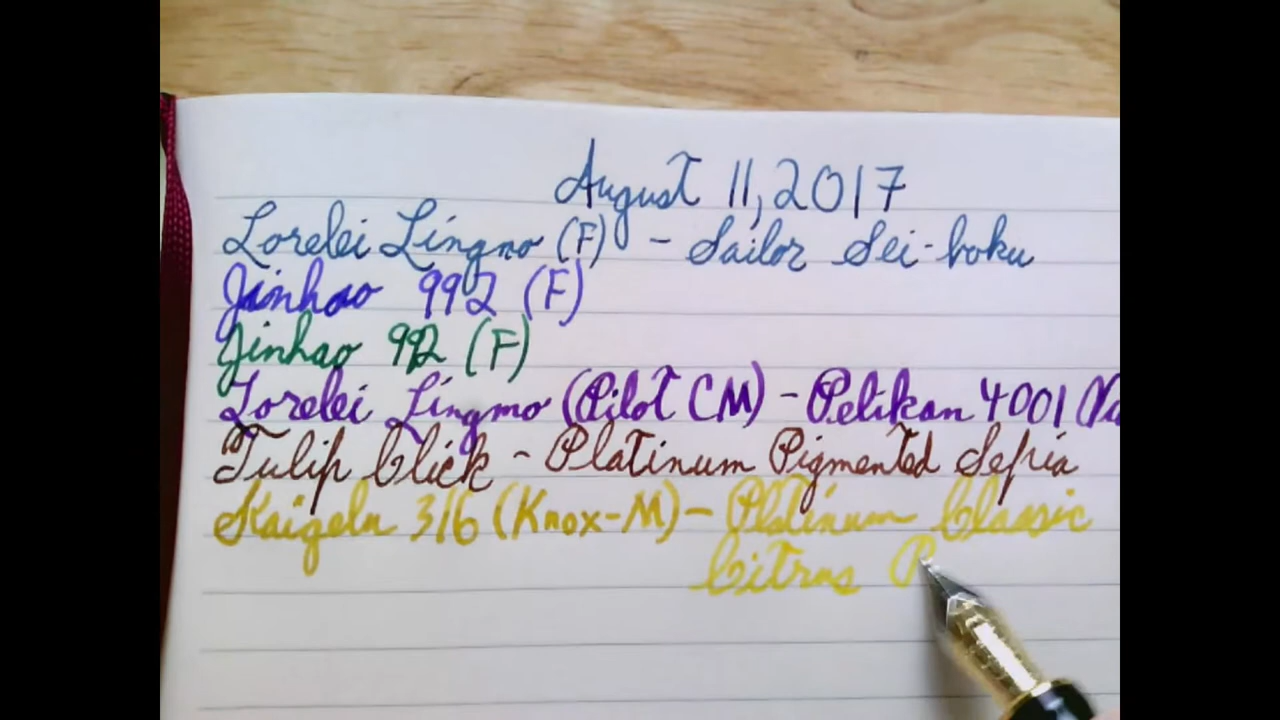 August 11, 2017
Lorelei Lingmo (F) - Sailor Sei-boku
Jinhao 992 (F)
Jinhao 992 (F)
Lorelei Lingmo (Pilot CM) - Pelikan 4001
Tulip Click - Platinum Pigmented Sepia
Kaigelu 316 (Knox-M) - Platinum Classic
Citrus